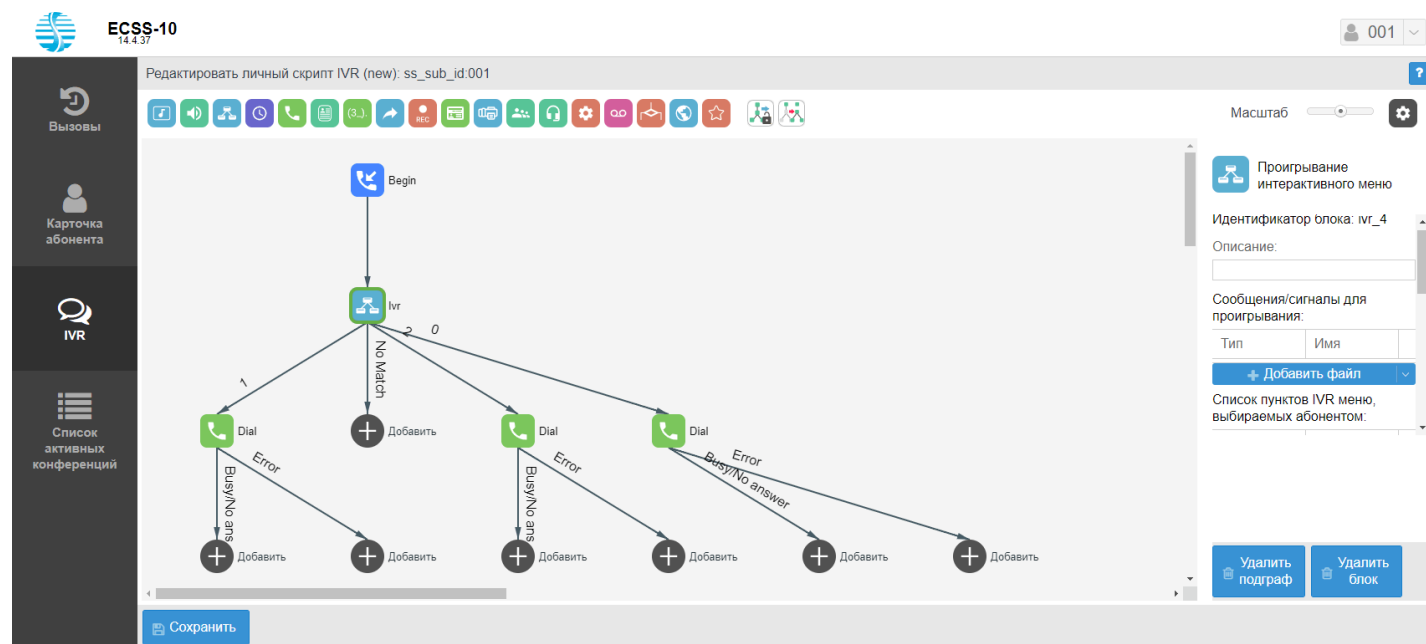 ECSS-10
14.4.37
001
Редактировать личный скрипт IVR (new): ss_sub_id:001
?
Вызовы
Карточка
абонента
IVR
Список
активных
конференций
(3..).
REC
Масштаб
Begin
Ivr
1
No Match
2
0
Dial
Добавить
Dial
Dial
Busy/No ans
Error
Busy/No ans
Error
Busy/No answer
Error
Добавить
Добавить
Добавить
Добавить
Добавить
Добавить
Проигрывание
интерактивного меню
Идентификатор блока: ivr_4
Описание:
Сообщения/сигналы для
проигрывания:
Тип Имя
Добавить файл
Список пунктов IVR меню,
выбираемых абонентом:
Удалить
подграф
Удалить
блок
Сохранить